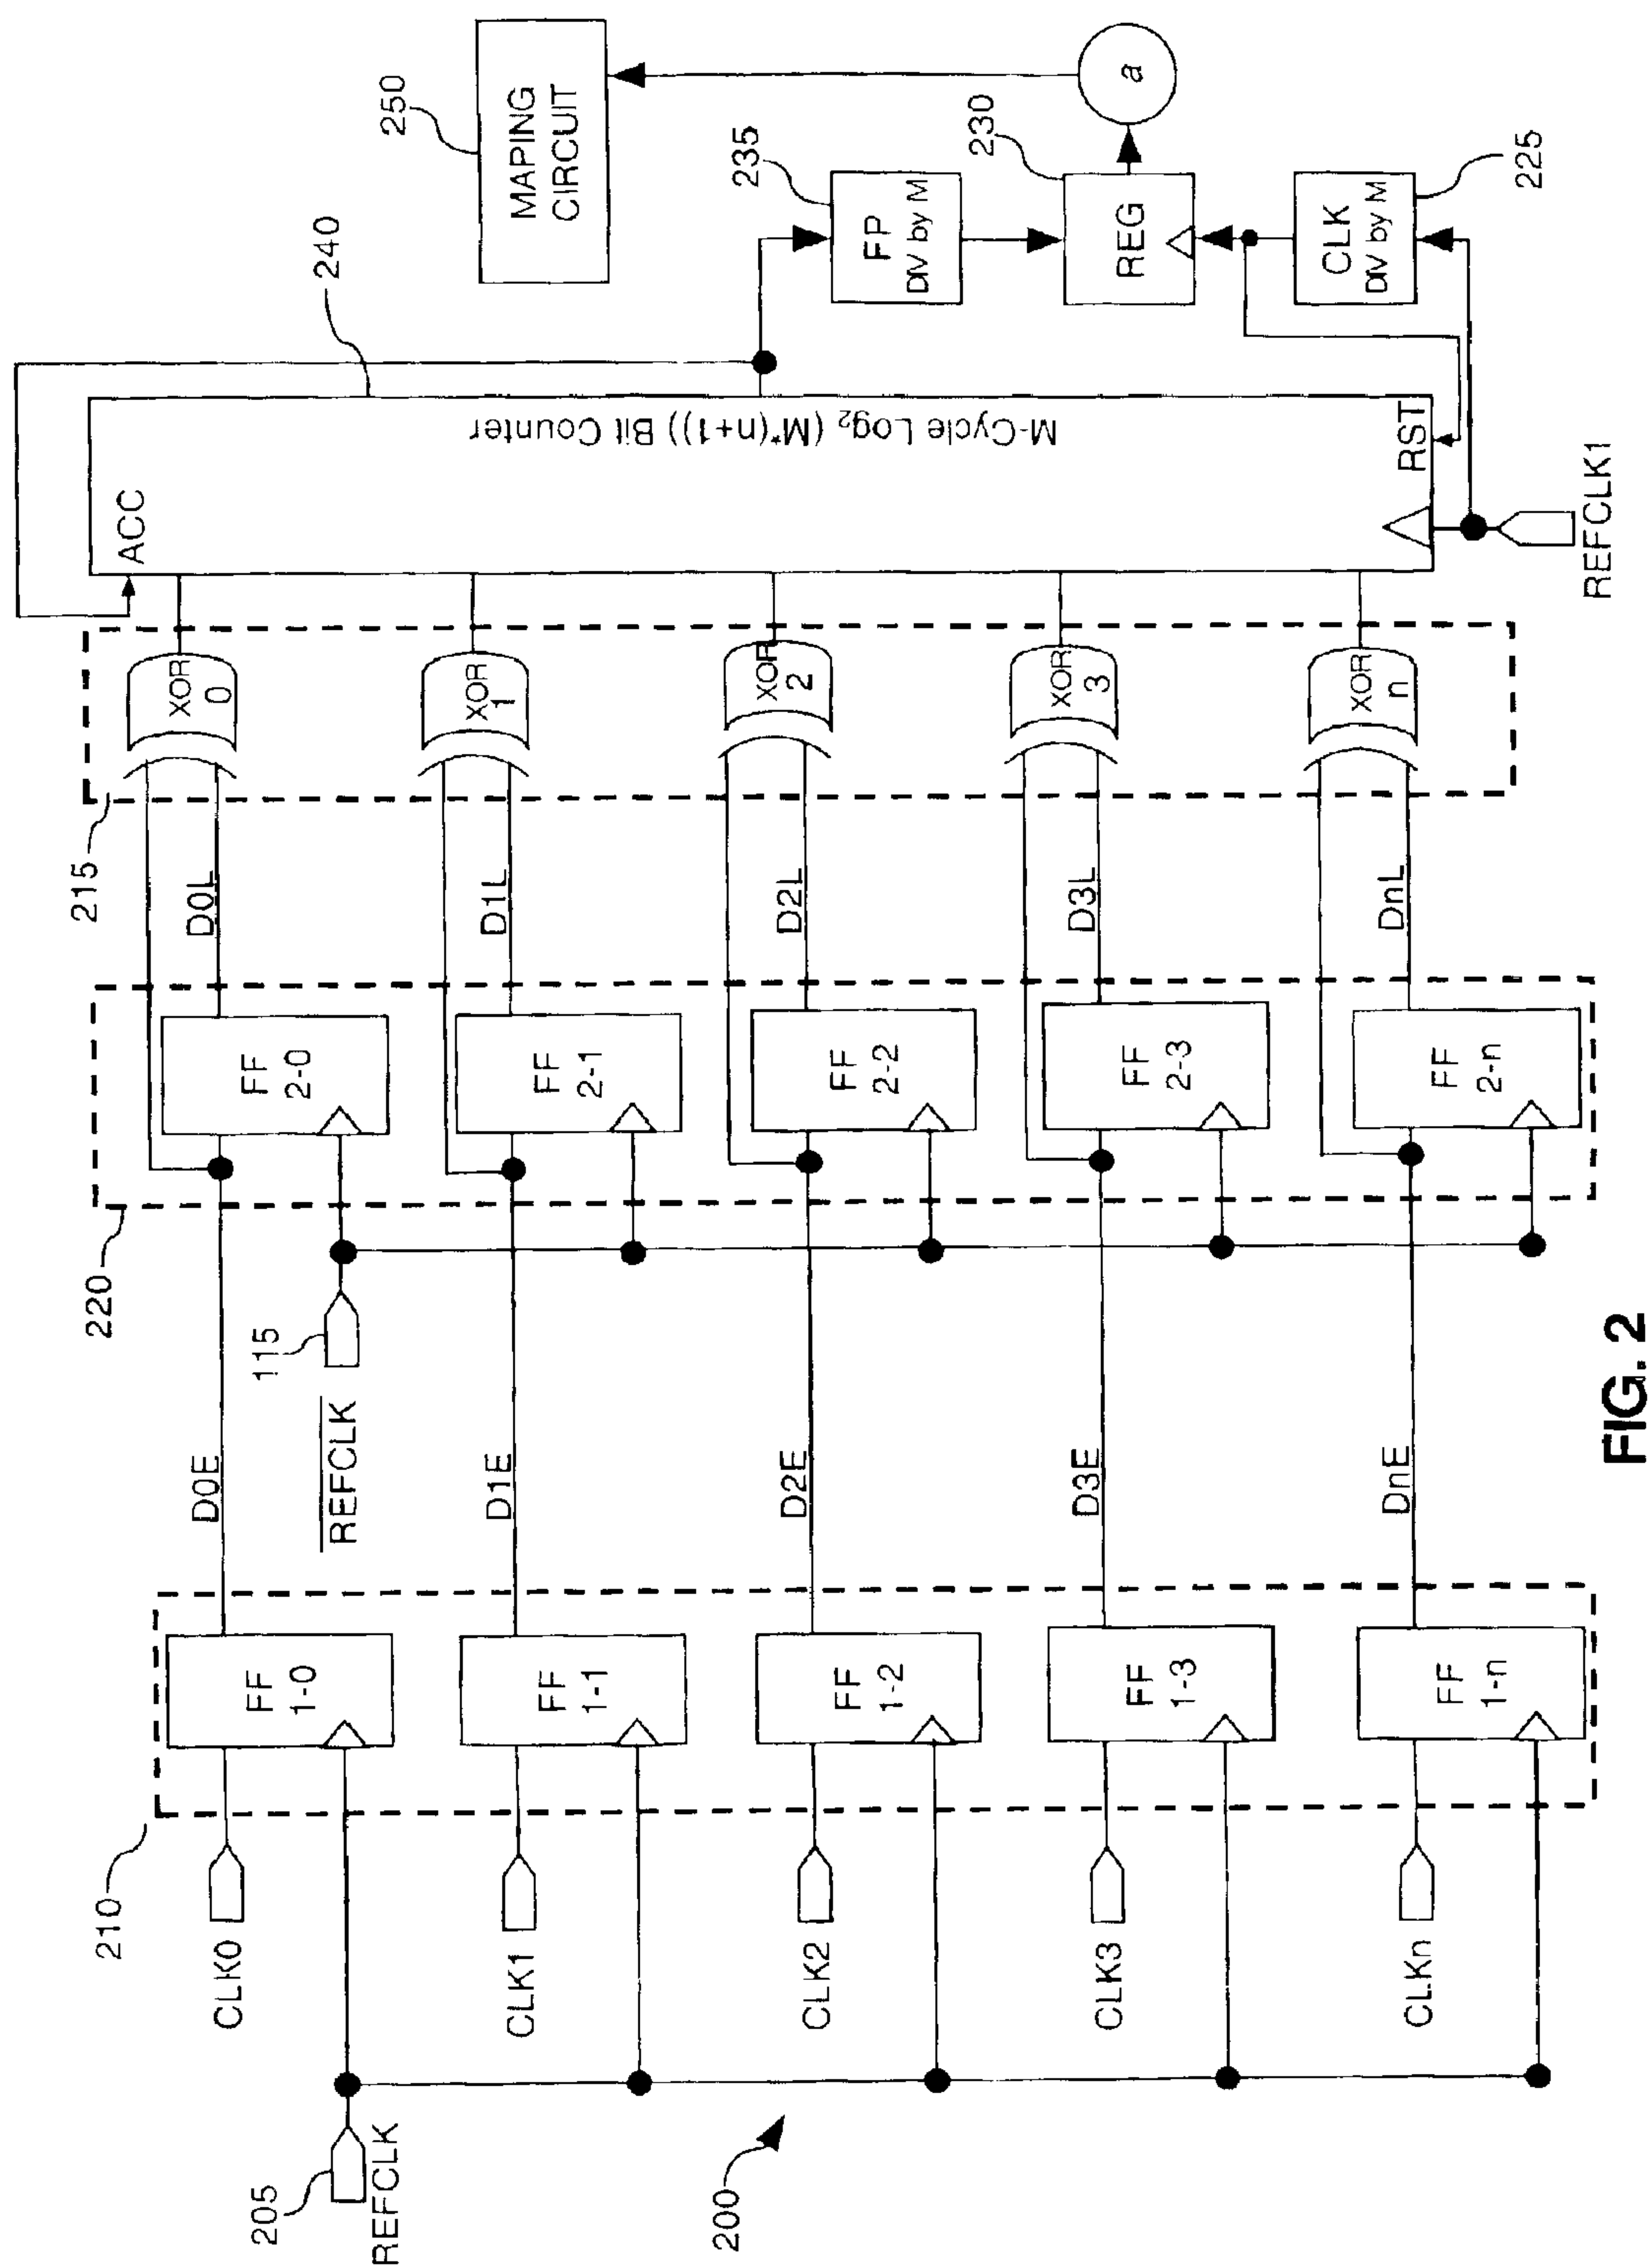 200
205
REFCLK
210
CLK0
CLK1
CLK2
CLK3
CLKn
FF
1-0
FF
1-1
FF
1-2
FF
1-3
FF
1-n
D0E
D1E
D2E
D3E
DnE
REFCLK
115
220
FF
2-0
FF
2-1
FF
2-2
FF
2-3
FF
2-n
D0L
D1L
D2L
D3L
DnL
215
XOR
0
XOR
1
XOR
2
XOR
3
XOR
n
ACC
M-Cycle Log₂ (M*(n+1)) Bit Counter
RST
240
REFCLK1
235
FP
DIV by M
230
REG
CLK
DIV by M
225
250
MAPING
CIRCUIT
a
FIG. 2